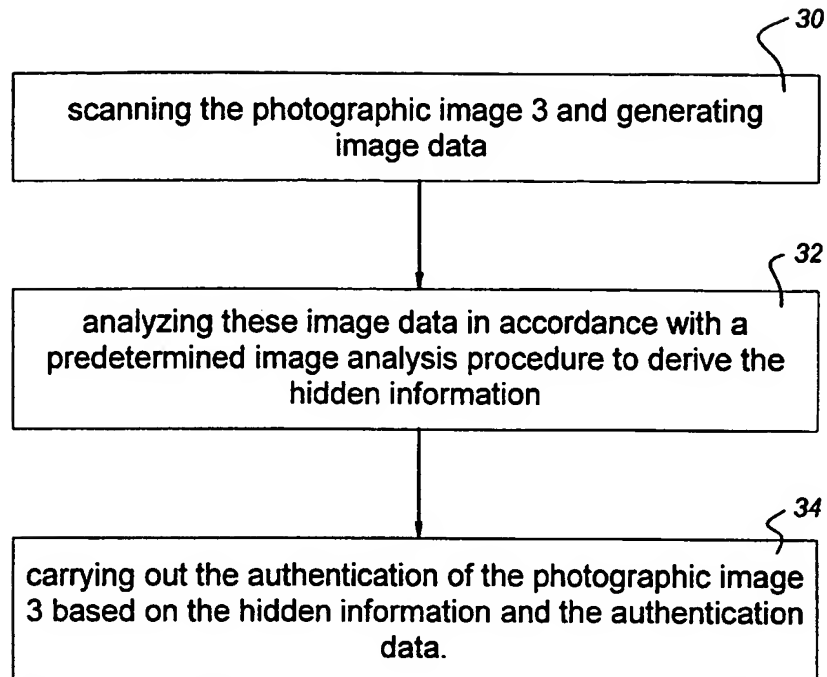 30
scanning the photographic image 3 and generating
image data
32
analyzing these image data in accordance with a
predetermined image analysis procedure to derive the
hidden information
34
carrying out the authentication of the photographic image
3 based on the hidden information and the authentication
data.